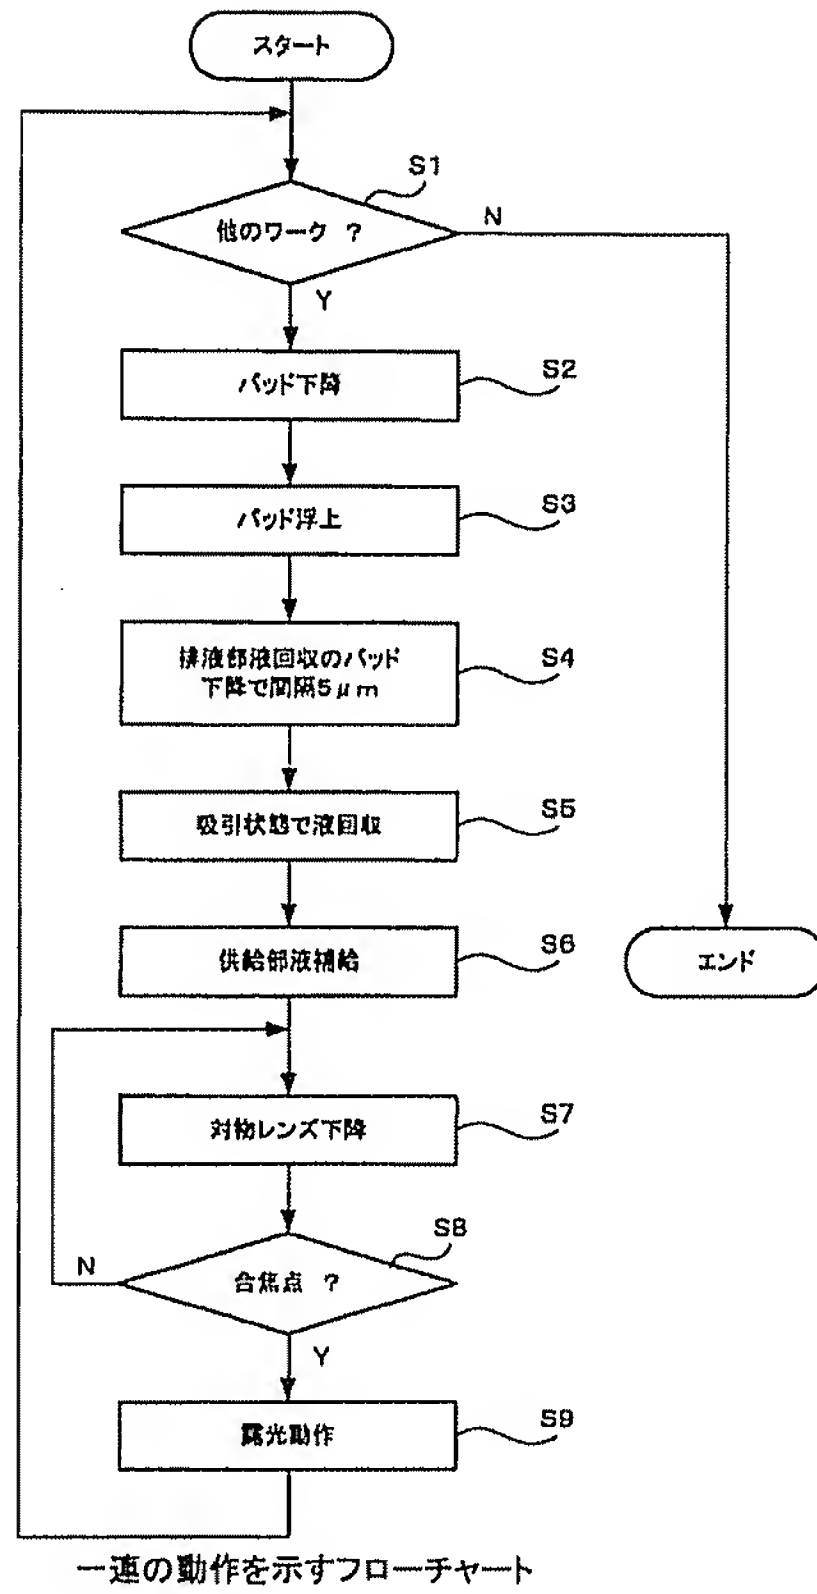 スタート
S1
他のワーク ?
N
Y
パッド下降
S2
パッド浮上
S3
排液部液回収のパッド
下降で間隔5μm
S4
吸引状態で液回収
S5
供給部液補給
S6
エンド
対物レンズ下降
S7
S8
合焦点 ?
N
Y
露光動作
S9
一連の動作を示すフローチャート